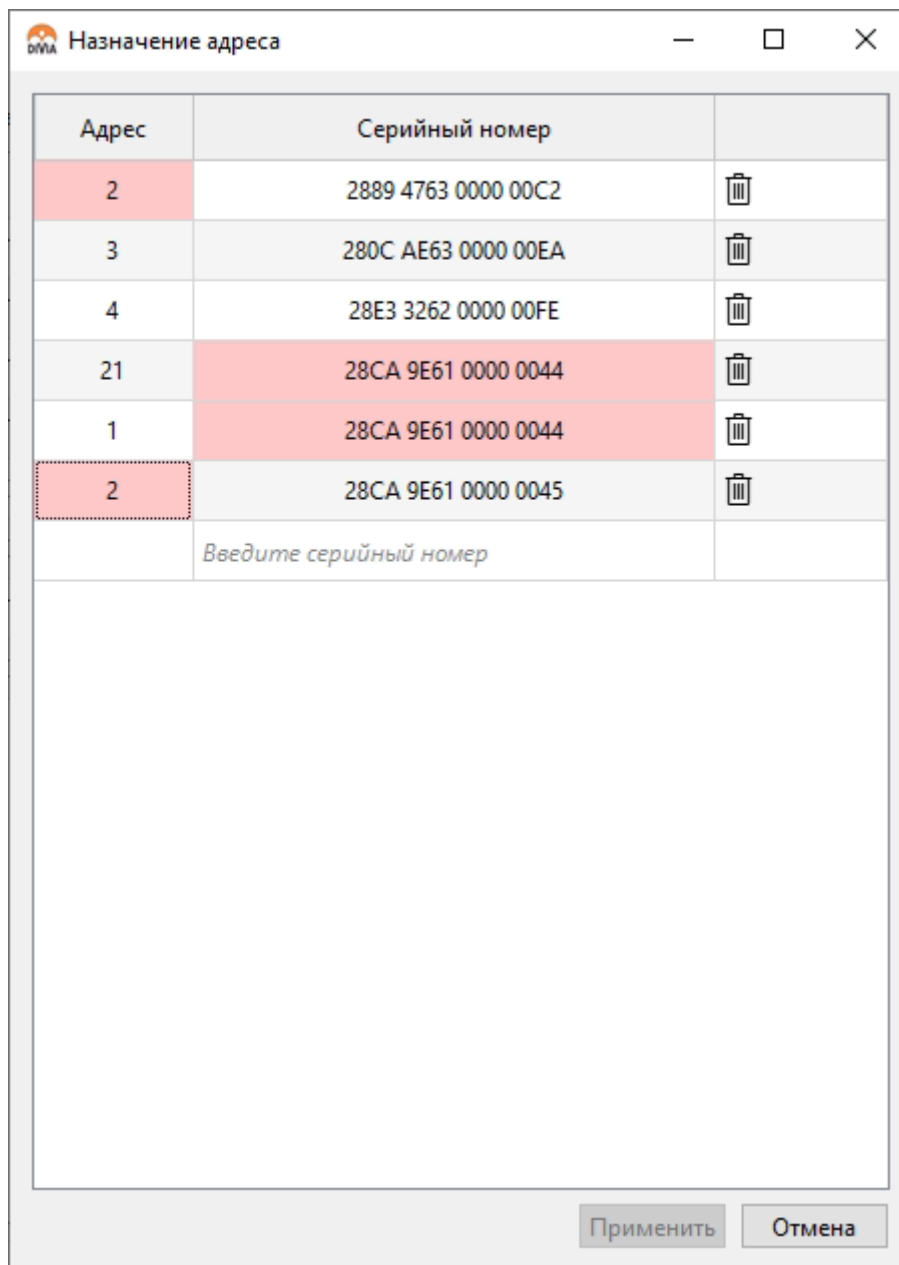 DIVIA Назначение адреса
Адрес Серийный номер
2 2889 4763 0000 00C2
3 280C AE63 0000 00EA
4 28E3 3262 0000 00FE
21 28CA 9E61 0000 0044
1 28CA 9E61 0000 0044
2 28CA 9E61 0000 0045
Введите серийный номер
Применить Отмена